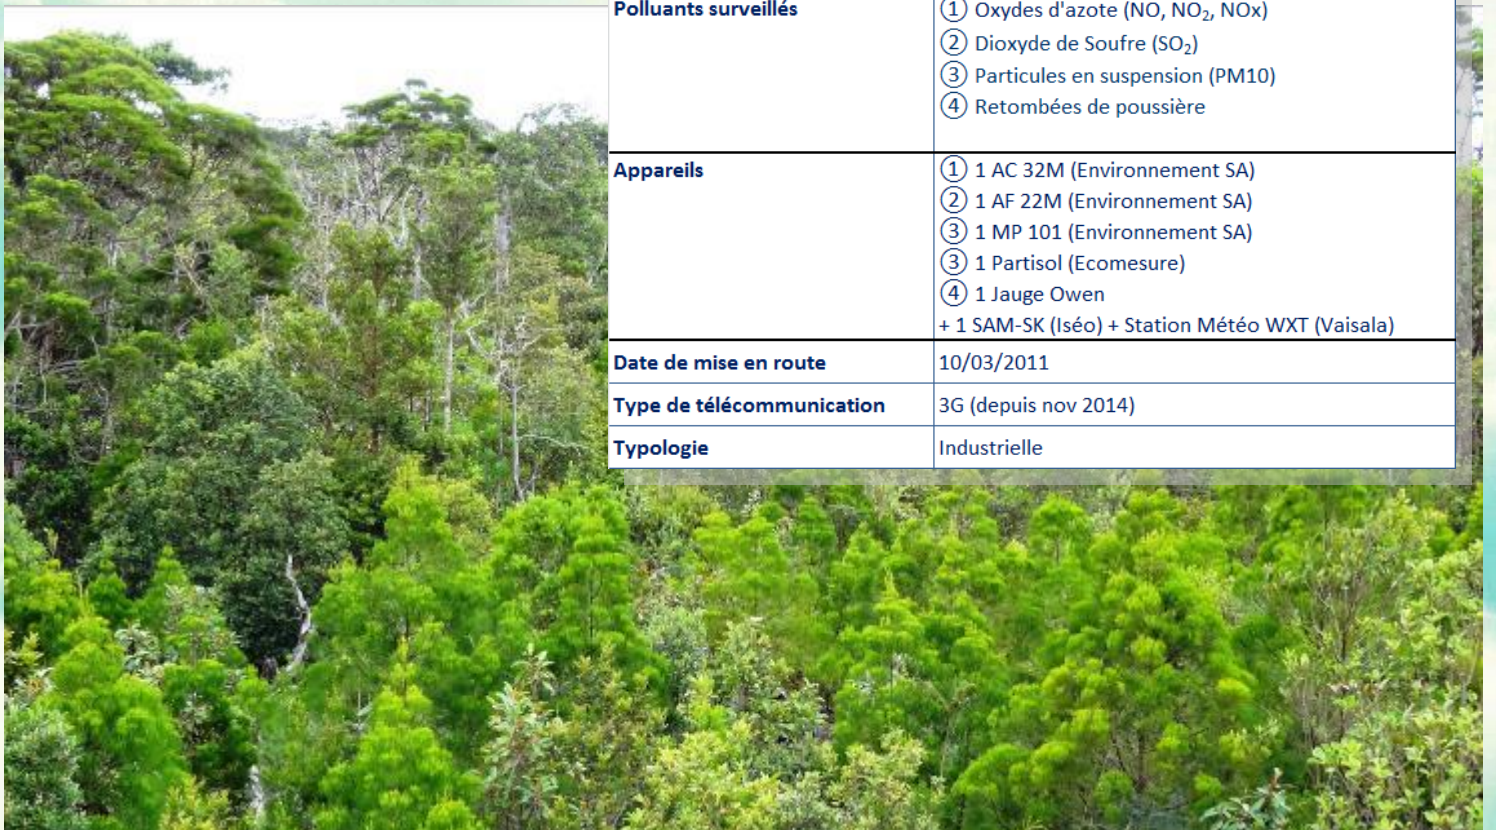 Polluants surveillés
① Oxydes d'azote (NO, NO₂, NOx)
② Dioxyde de Soufre (SO₂)
③ Particules en suspension (PM10)
④ Retombées de poussière
Appareils
① 1 AC 32M (Environnement SA)
② 1 AF 22M (Environnement SA)
③ 1 MP 101 (Environnement SA)
③ 1 Partisol (Ecomesure)
④ 1 Jauge Owen
+ 1 SAM-SK (Iséo) + Station Météo WXT (Vaisala)
Date de mise en route 10/03/2011
Type de télécommunication 3G (depuis nov 2014)
Typologie Industrielle